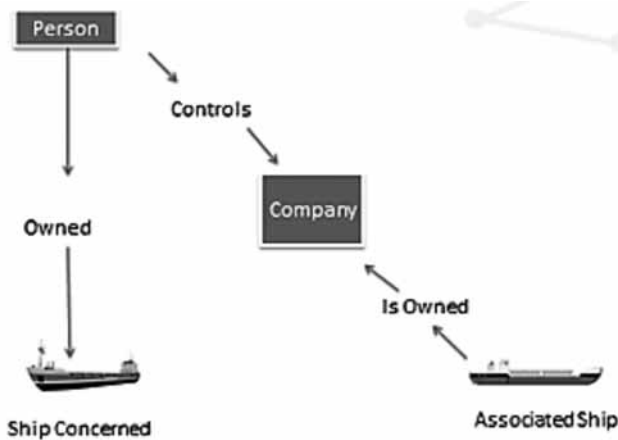 Person
Controls
Company
Owned
Is Owned
Ship Concerned
Associated Ship